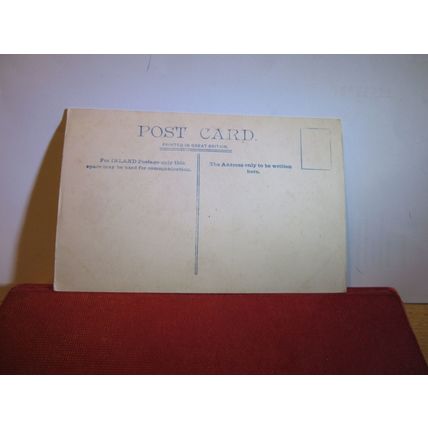 POST CARD.
PRINTED IN GREAT BRITAIN.
For INLAND Postage only this
space may be used for communication.
The Address only to be written
here.